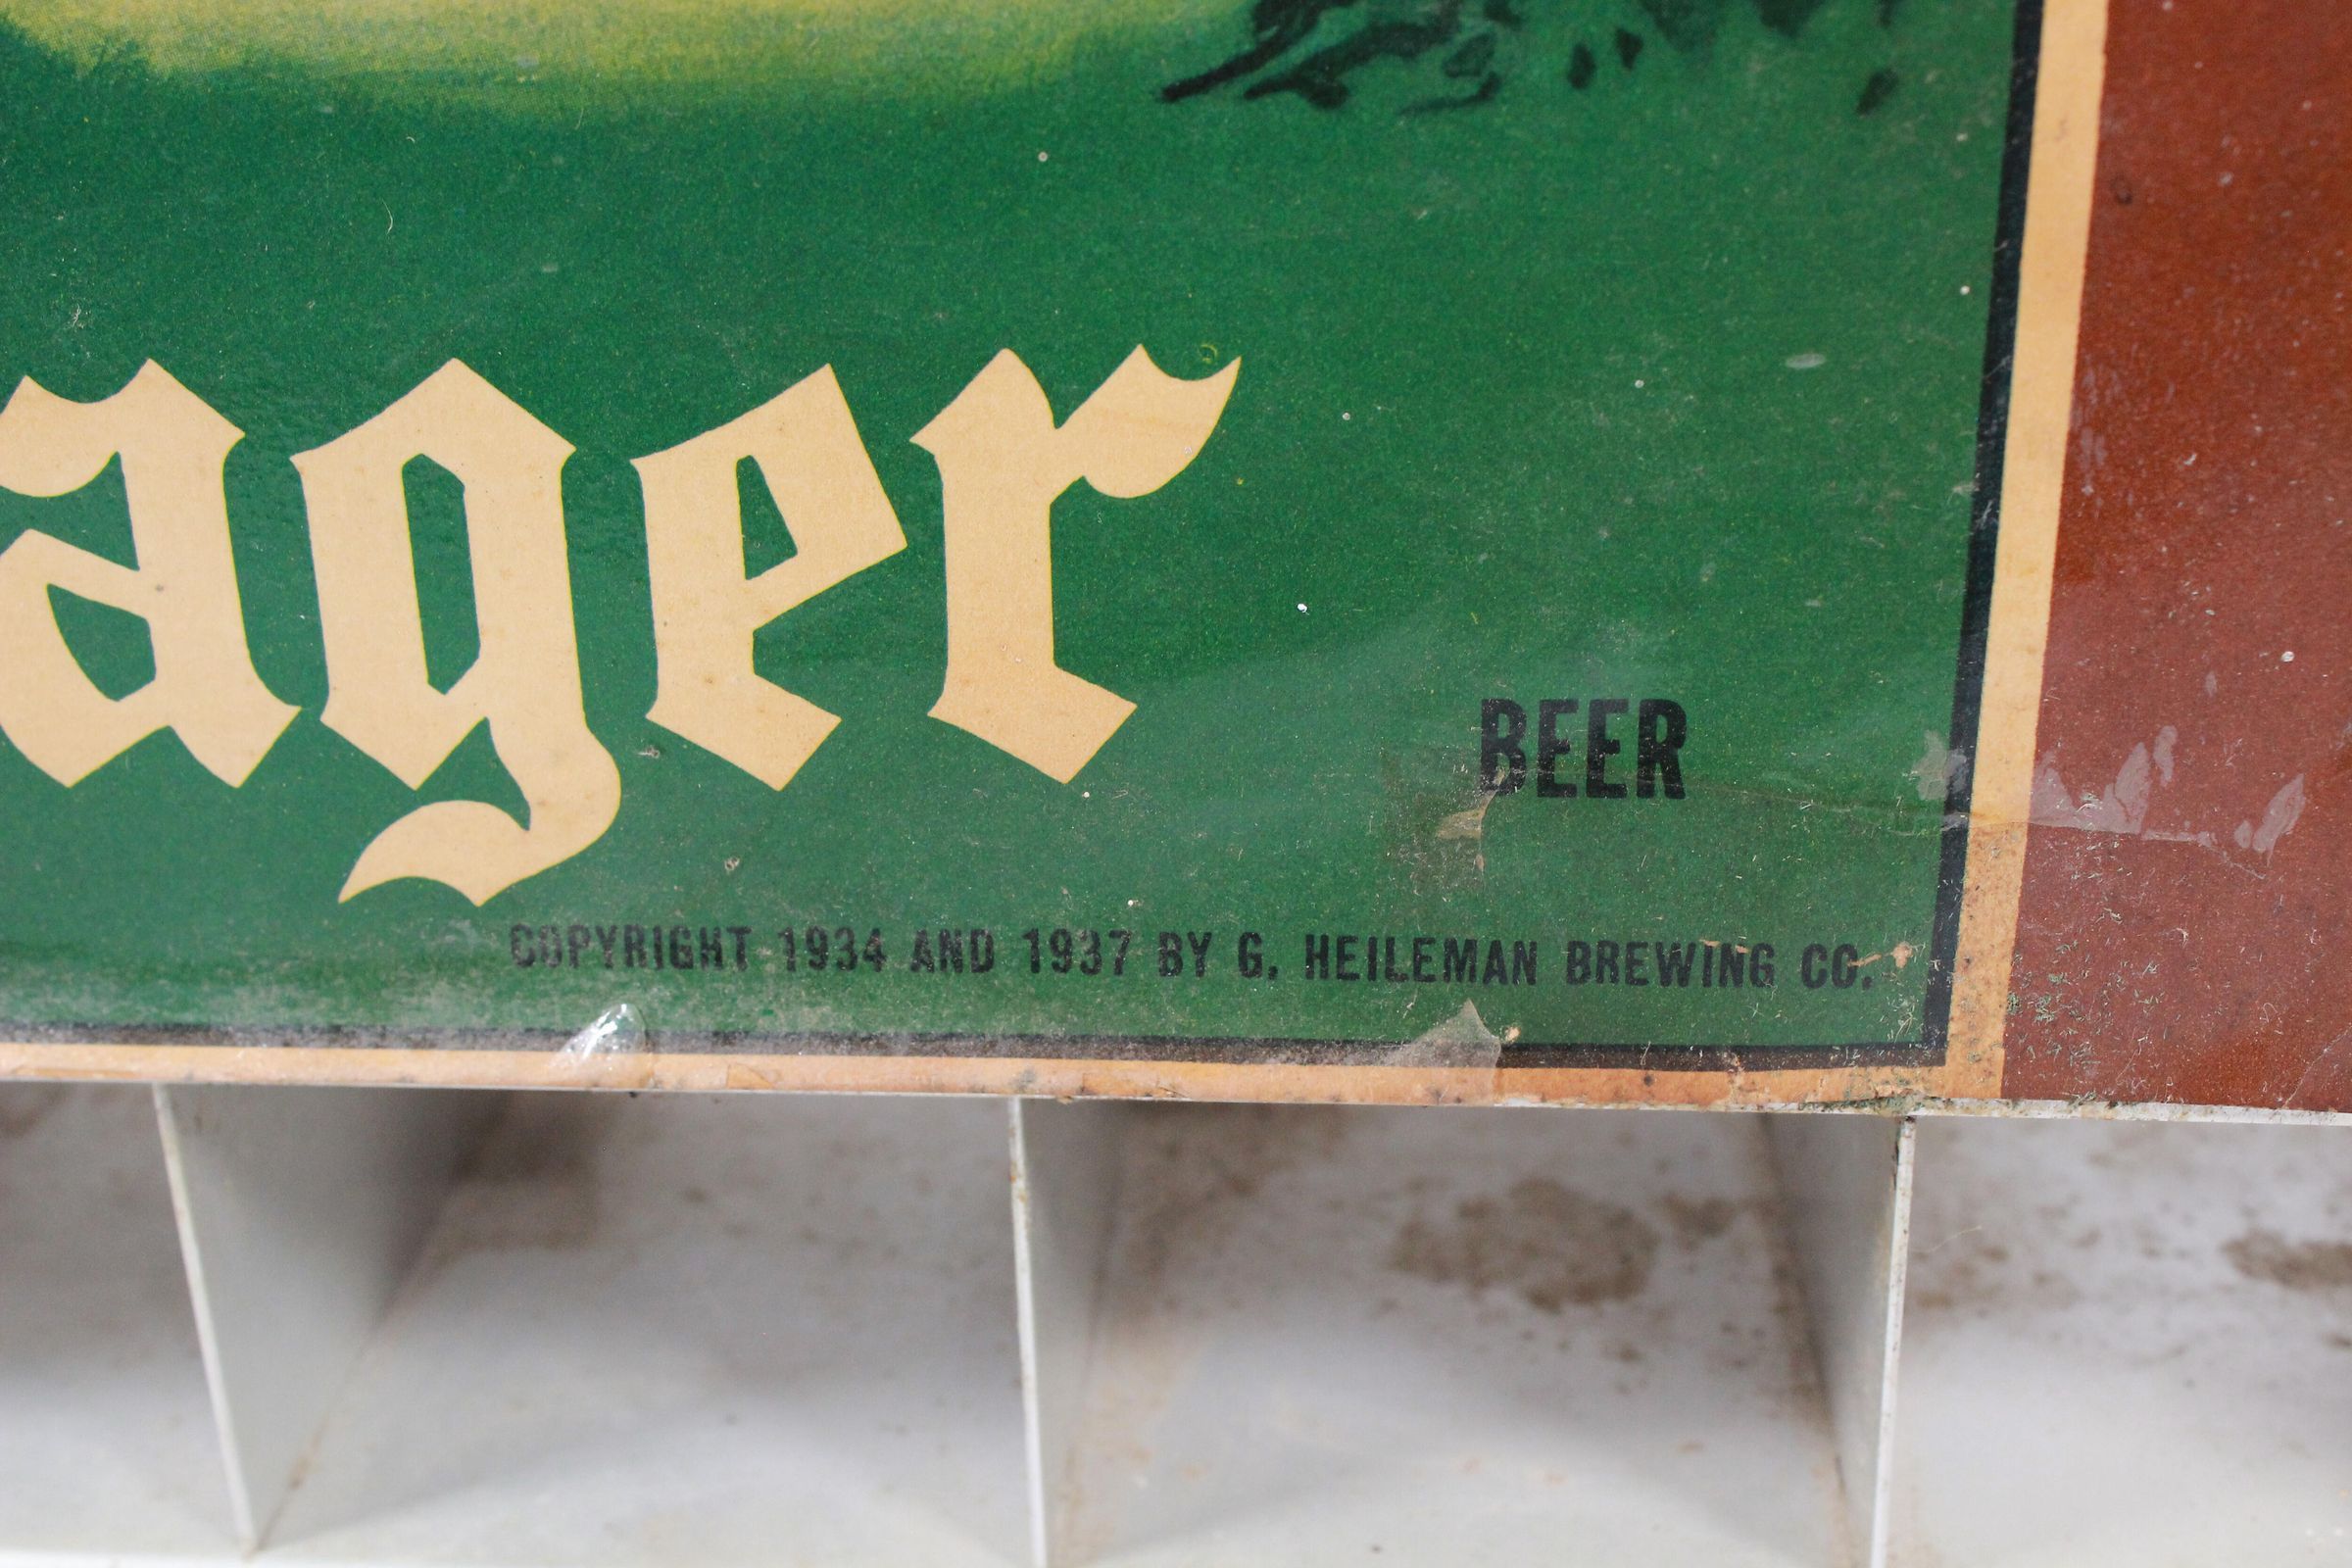 ager
BEER
COPYRIGHT 1934 AND 1937 BY G. HEILEMAN BREWING CO.